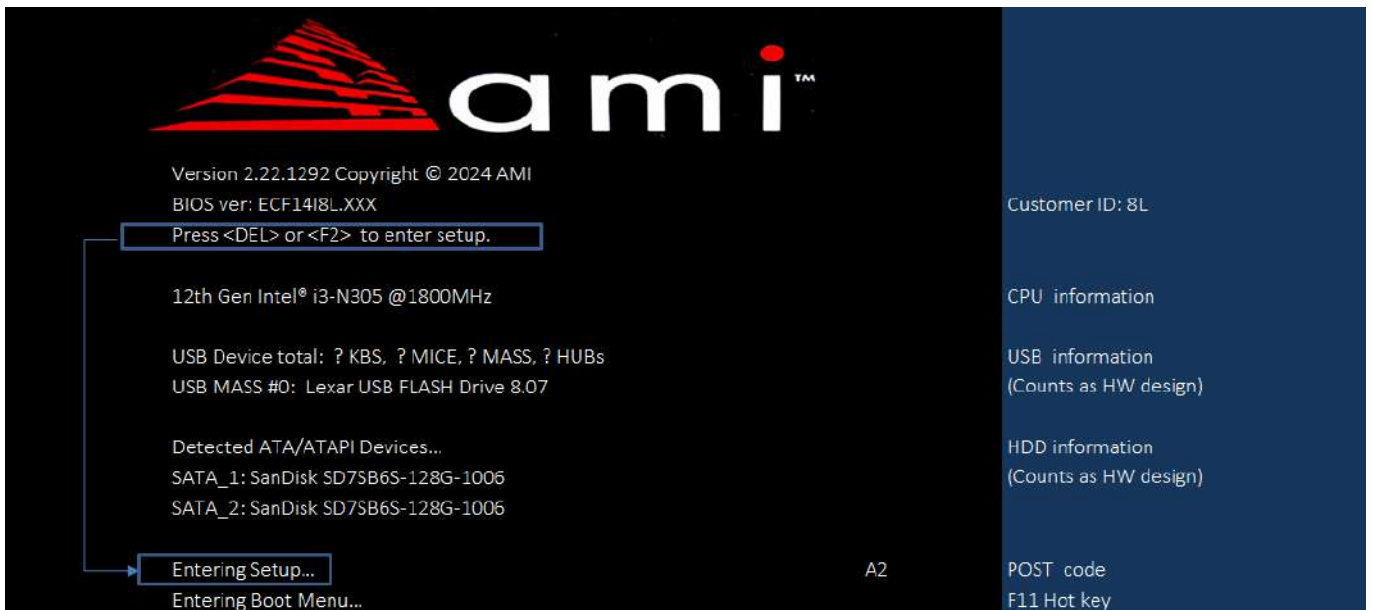 ami™
Version 2.22.1292 Copyright © 2024 AMI
BIOS ver: ECF14I8L.XXX Customer ID: 8L
Press <DEL> or <F2> to enter setup.
12th Gen Intel® i3-N305 @1800MHz CPU information
USB Device total: ? KBS, ? MICE, ? MASS, ? HUBs USB information
USB MASS #0: Lexar USB FLASH Drive 8.07 (Counts as HW design)
Detected ATA/ATAPI Devices... HDD information
SATA_1: SanDisk SD7SB6S-128G-1006 (Counts as HW design)
SATA_2: SanDisk SD7SB6S-128G-1006
Entering Setup... A2 POST code
Entering Boot Menu... F11 Hot key